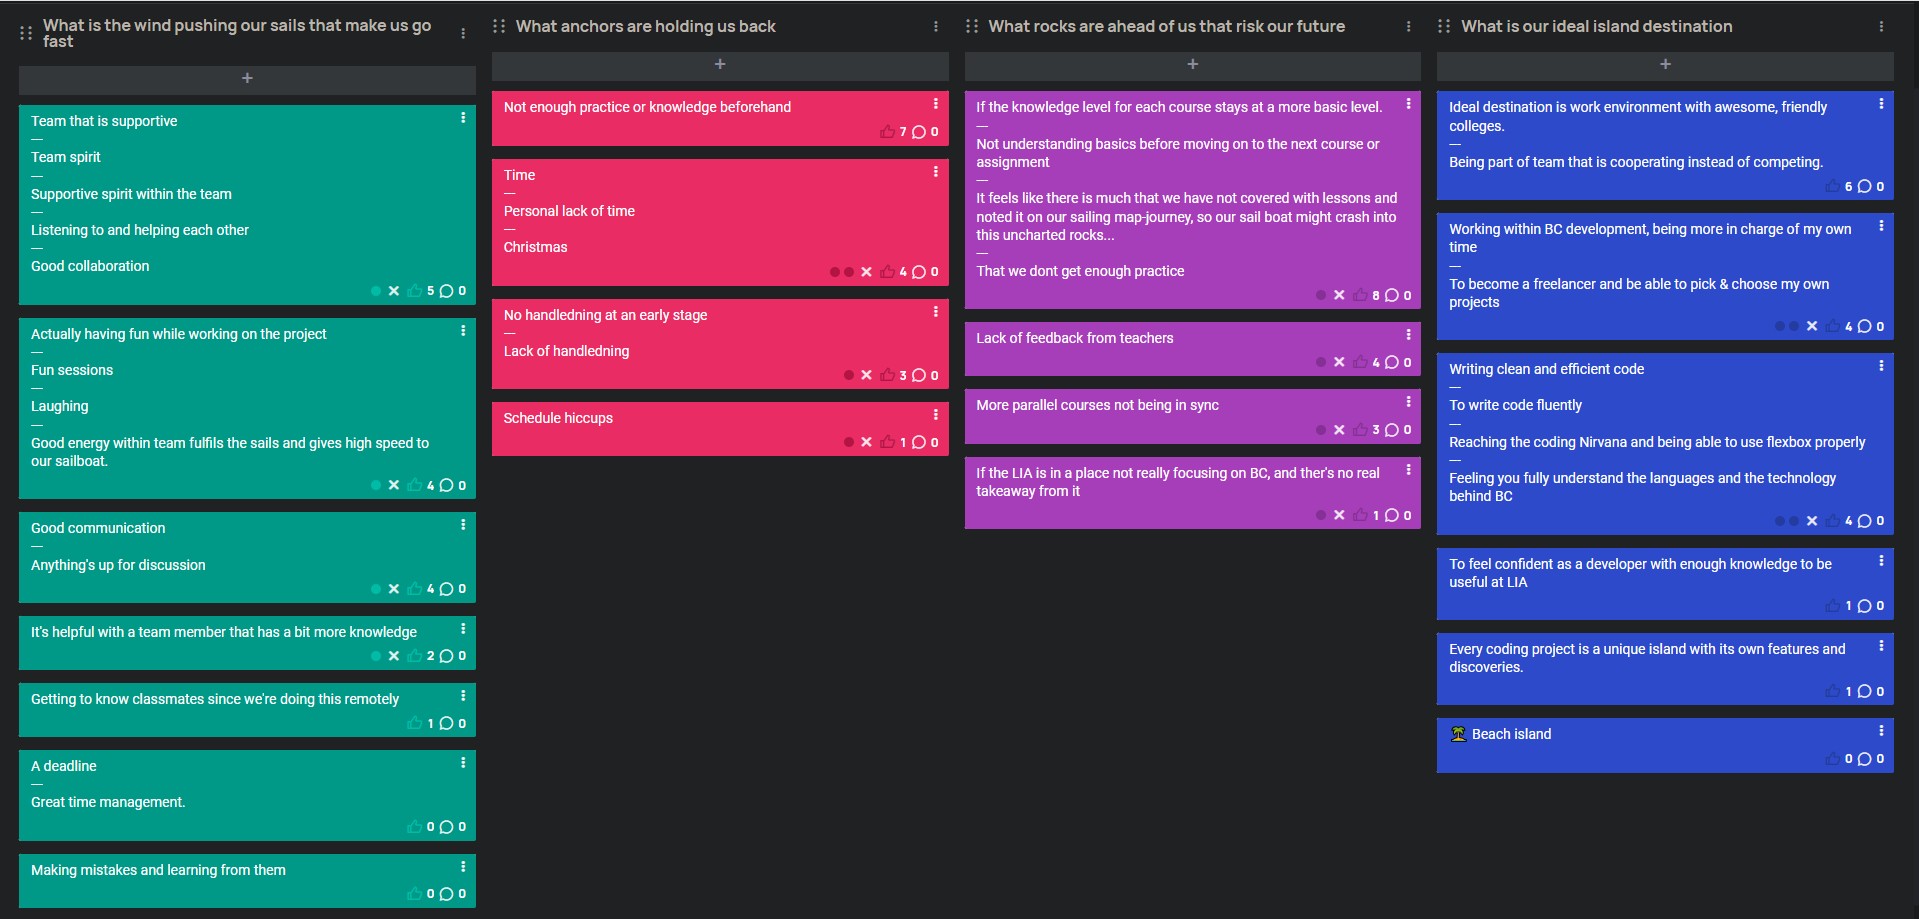 What is the wind pushing our sails that make us go
fast
+
Team that is supportive
—
Team spirit
—
Supportive spirit within the team
—
Listening to and helping each other
—
Good collaboration
5 0
Actually having fun while working on the project
—
Fun sessions
—
Laughing
—
Good energy within team fulfils the sails and gives high speed to
our sailboat.
4 0
Good communication
—
Anything's up for discussion
4 0
It's helpful with a team member that has a bit more knowledge
2 0
Getting to know classmates since we're doing this remotely
1 0
A deadline
—
Great time management.
0 0
Making mistakes and learning from them
0 0
What anchors are holding us back
+
Not enough practice or knowledge beforehand
7 0
Time
—
Personal lack of time
—
Christmas
4 0
No handledning at an early stage
—
Lack of handledning
3 0
Schedule hiccups
1 0
What rocks are ahead of us that risk our future
+
If the knowledge level for each course stays at a more basic level.
—
Not understanding basics before moving on to the next course or
assignment
—
It feels like there is much that we have not covered with lessons and
noted it on our sailing map-journey, so our sail boat might crash into
this uncharted rocks...
—
That we dont get enough practice
8 0
Lack of feedback from teachers
4 0
More parallel courses not being in sync
3 0
If the LIA is in a place not really focusing on BC, and ther's no real
takeaway from it
1 0
What is our ideal island destination
+
Ideal destination is work environment with awesome, friendly
colleges.
—
Being part of team that is cooperating instead of competing.
6 0
Working within BC development, being more in charge of my own
time
—
To become a freelancer and be able to pick & choose my own
projects
4 0
Writing clean and efficient code
—
To write code fluently
—
Reaching the coding Nirvana and being able to use flexbox properly
—
Feeling you fully understand the languages and the technology
behind BC
4 0
To feel confident as a developer with enough knowledge to be
useful at LIA
1 0
Every coding project is a unique island with its own features and
discoveries.
1 0
🏝 Beach island
0 0